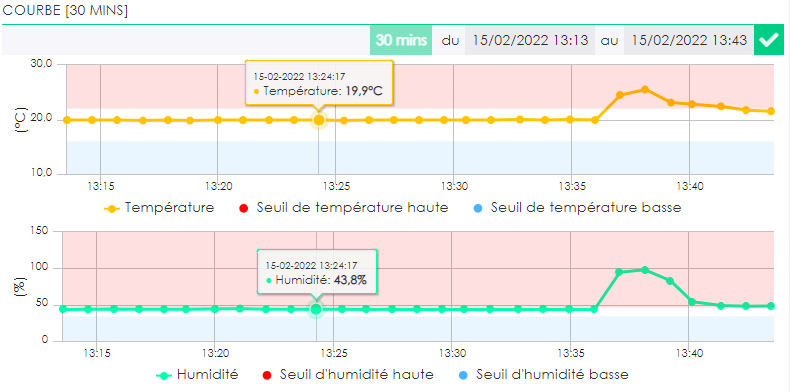 COURBE [30 MINS]
30 mins du 15/02/2022 13:13 au 15/02/2022 13:43
30,0
15-02-2022 13:24:17
Température: 19,9°C
(°C)
20,0
10,0
13:15 13:20 13:25 13:30 13:35 13:40
Température Seuil de température haute Seuil de température basse
150
15-02-2022 13:24:17
Humidité: 43,8%
100
(%)
50
0
13:15 13:20 13:25 13:30 13:35 13:40
Humidité Seuil d'humidité haute Seuil d'humidité basse